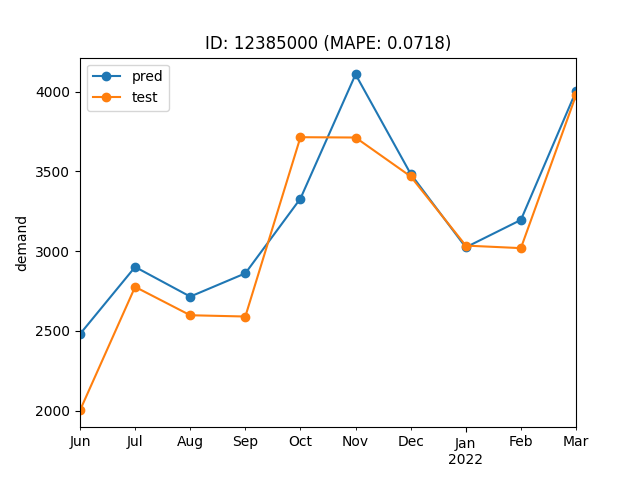 ID: 12385000 (MAPE: 0.0718)
pred
test
demand
4000
3500
3000
2500
2000
Jun Jul Aug Sep Oct Nov Dec Jan Feb Mar
2022